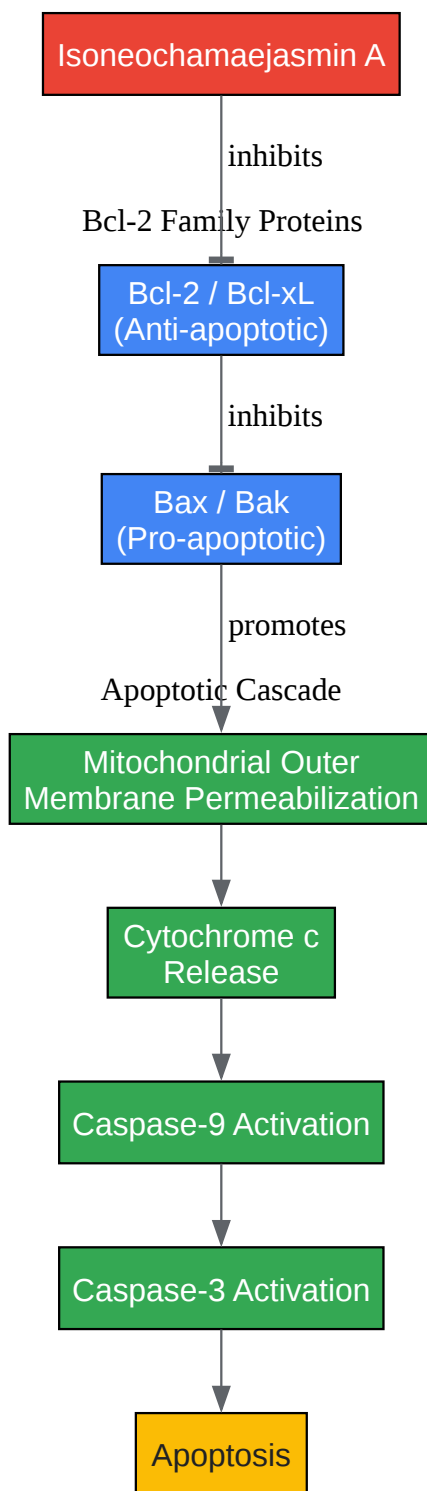 Isoneochamaejasmin A
inhibits
Bcl-2 Family Proteins
Bcl-2 / Bcl-xL
(Anti-apoptotic)
inhibits
Bax / Bak
(Pro-apoptotic)
promotes
Apoptotic Cascade
Mitochondrial Outer
Membrane Permeabilization
Cytochrome c
Release
Caspase-9 Activation
Caspase-3 Activation
Apoptosis